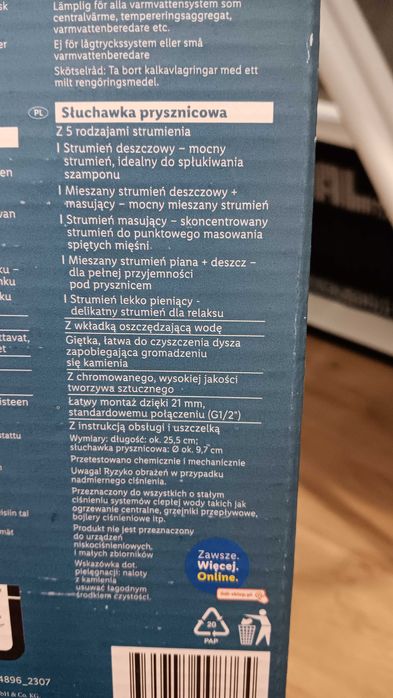 Lämplig för alla varmvattensystem som
centralvärme, tempereringsaggregat,
varmvattenberedare etc.
Ej för lågtryckssystem eller små
varmvattenberedare
Skötselråd: Ta bort kalkavlagringar med ett
milt rengöringsmedel.
PL Słuchawka prysznicowa
Z 5 rodzajami strumienia
I Strumień deszczowy – mocny
strumień, idealny do spłukiwania
szamponu
I Mieszany strumień deszczowy +
masujący – mocny mieszany strumień
I Strumień masujący – skoncentrowany
strumień do punktowego masowania
spiętych mięśni
I Mieszany strumień piana + deszcz –
dla pełnej przyjemności
pod prysznicem
I Strumień lekko pieniący -
delikatny strumień dla relaksu
Z wkładką oszczędzającą wodę
Giętka, łatwa do czyszczenia dysza
zapobiegająca gromadzeniu
się kamienia
Z chromowanego, wysokiej jakości
tworzywa sztucznego
Łatwy montaż dzięki 21 mm,
standardowemu połączeniu (G1/2")
Z instrukcją obsługi i uszczelką
Wymiary: długość: ok. 25,5 cm;
słuchawka prysznicowa: Ø ok. 9,7 cm
Przetestowano chemicznie i mechanicznie
Uwaga! Ryzyko obrażeń w przypadku
nadmiernego ciśnienia.
Przeznaczony do wszystkich o stałym
ciśnieniu systemów ciepłej wody takich jak
ogrzewanie centralne, grzejniki przepływowe,
bojlery ciśnieniowe itp.
Produkt nie jest przeznaczony
do urządzeń
niskociśnieniowych,
i małych zbiorników
Wskazówka dot.
pielęgnacji: naloty
z kamienia
usuwać łagodnym
środkiem czystości.
Zawsze.
Więcej.
Online.
20
PAP
4896_2307
bH & Co. KG